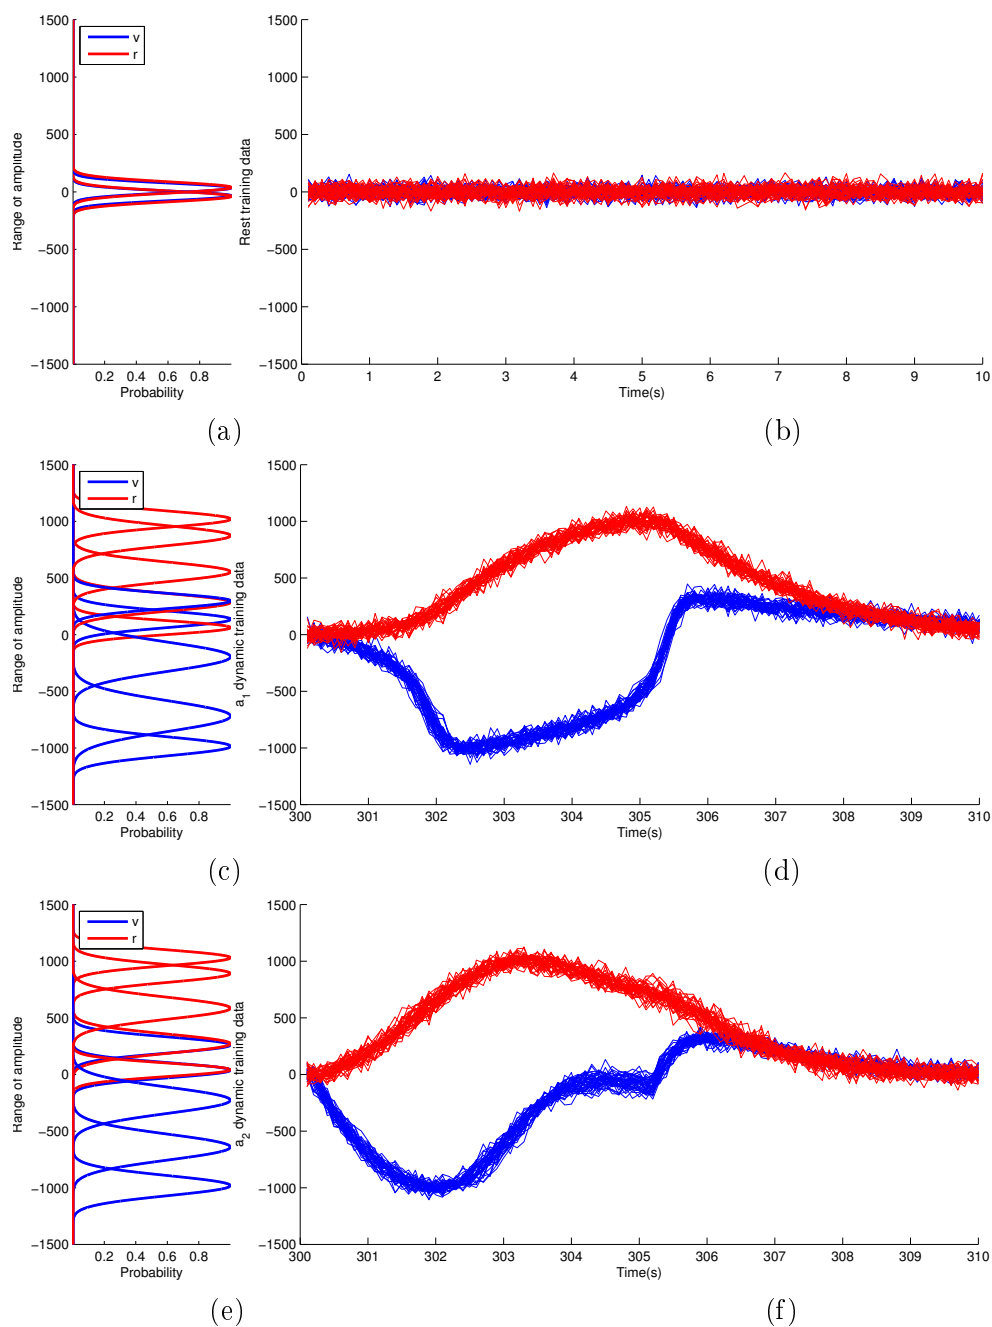 1500
1000
500
0
−500
−1000
−1500
Range of amplitude
v
r
0.2 0.4 0.6 0.8
Probability
1500
1000
500
0
−500
−1000
−1500
Rest training data
0 1 2 3 4 5 6 7 8 9 10
Time(s)
(a)
(b)
1500
1000
500
0
−500
−1000
−1500
Range of amplitude
v
r
0.2 0.4 0.6 0.8
Probability
1500
1000
500
0
−500
−1000
−1500
a1 dynamic training data
300 301 302 303 304 305 306 307 308 309 310
Time(s)
(c)
(d)
1500
1000
500
0
−500
−1000
−1500
Range of amplitude
v
r
0.2 0.4 0.6 0.8
Probability
1500
1000
500
0
−500
−1000
−1500
a2 dynamic training data
300 301 302 303 304 305 306 307 308 309 310
Time(s)
(e)
(f)